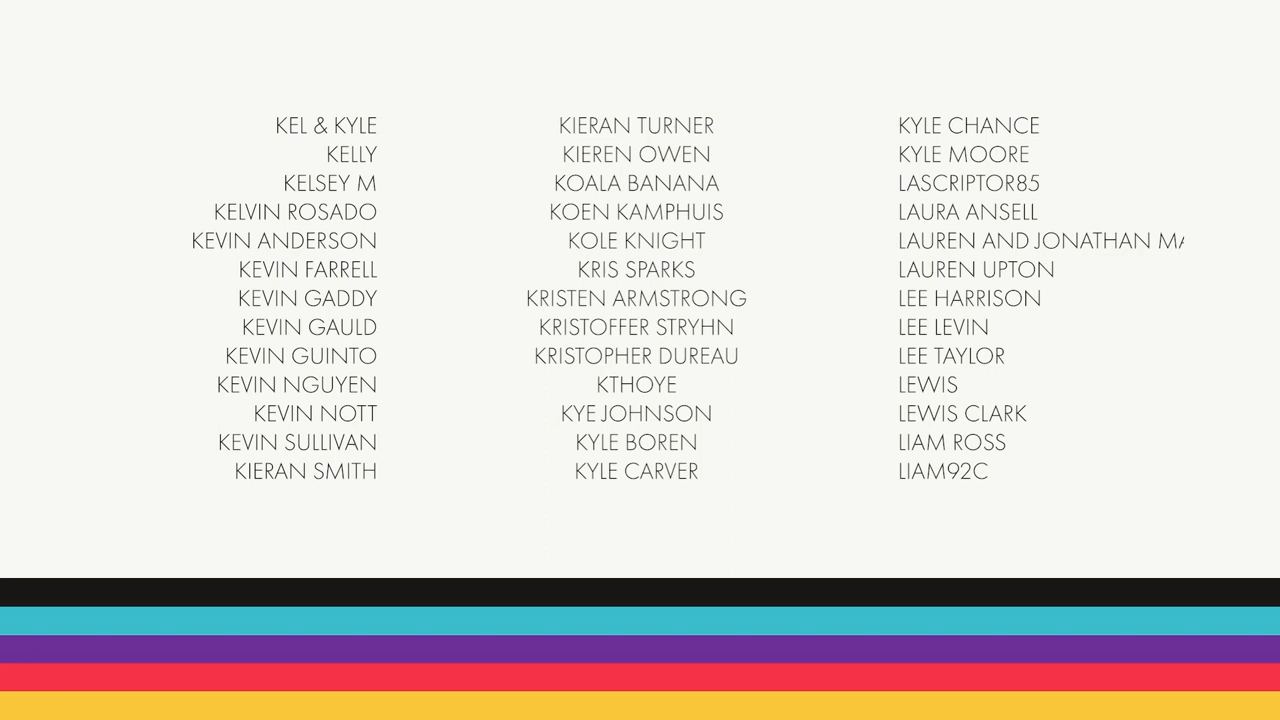 KEL & KYLE
KELLY
KELSEY M
KELVIN ROSADO
KEVIN ANDERSON
KEVIN FARRELL
KEVIN GADDY
KEVIN GAULD
KEVIN GUINTO
KEVIN NGUYEN
KEVIN NOTT
KEVIN SULLIVAN
KIERAN SMITH
KIERAN TURNER
KIEREN OWEN
KOALA BANANA
KOEN KAMPHUIS
KOLE KNIGHT
KRIS SPARKS
KRISTEN ARMSTRONG
KRISTOFFER STRYHN
KRISTOPHER DUREAU
KTHOYE
KYE JOHNSON
KYLE BOREN
KYLE CARVER
KYLE CHANCE
KYLE MOORE
LASCRIPTOR85
LAURA ANSELL
LAUREN AND JONATHAN
LAUREN UPTON
LEE HARRISON
LEE LEVIN
LEE TAYLOR
LEWIS
LEWIS CLARK
LIAM ROSS
LIAM92C